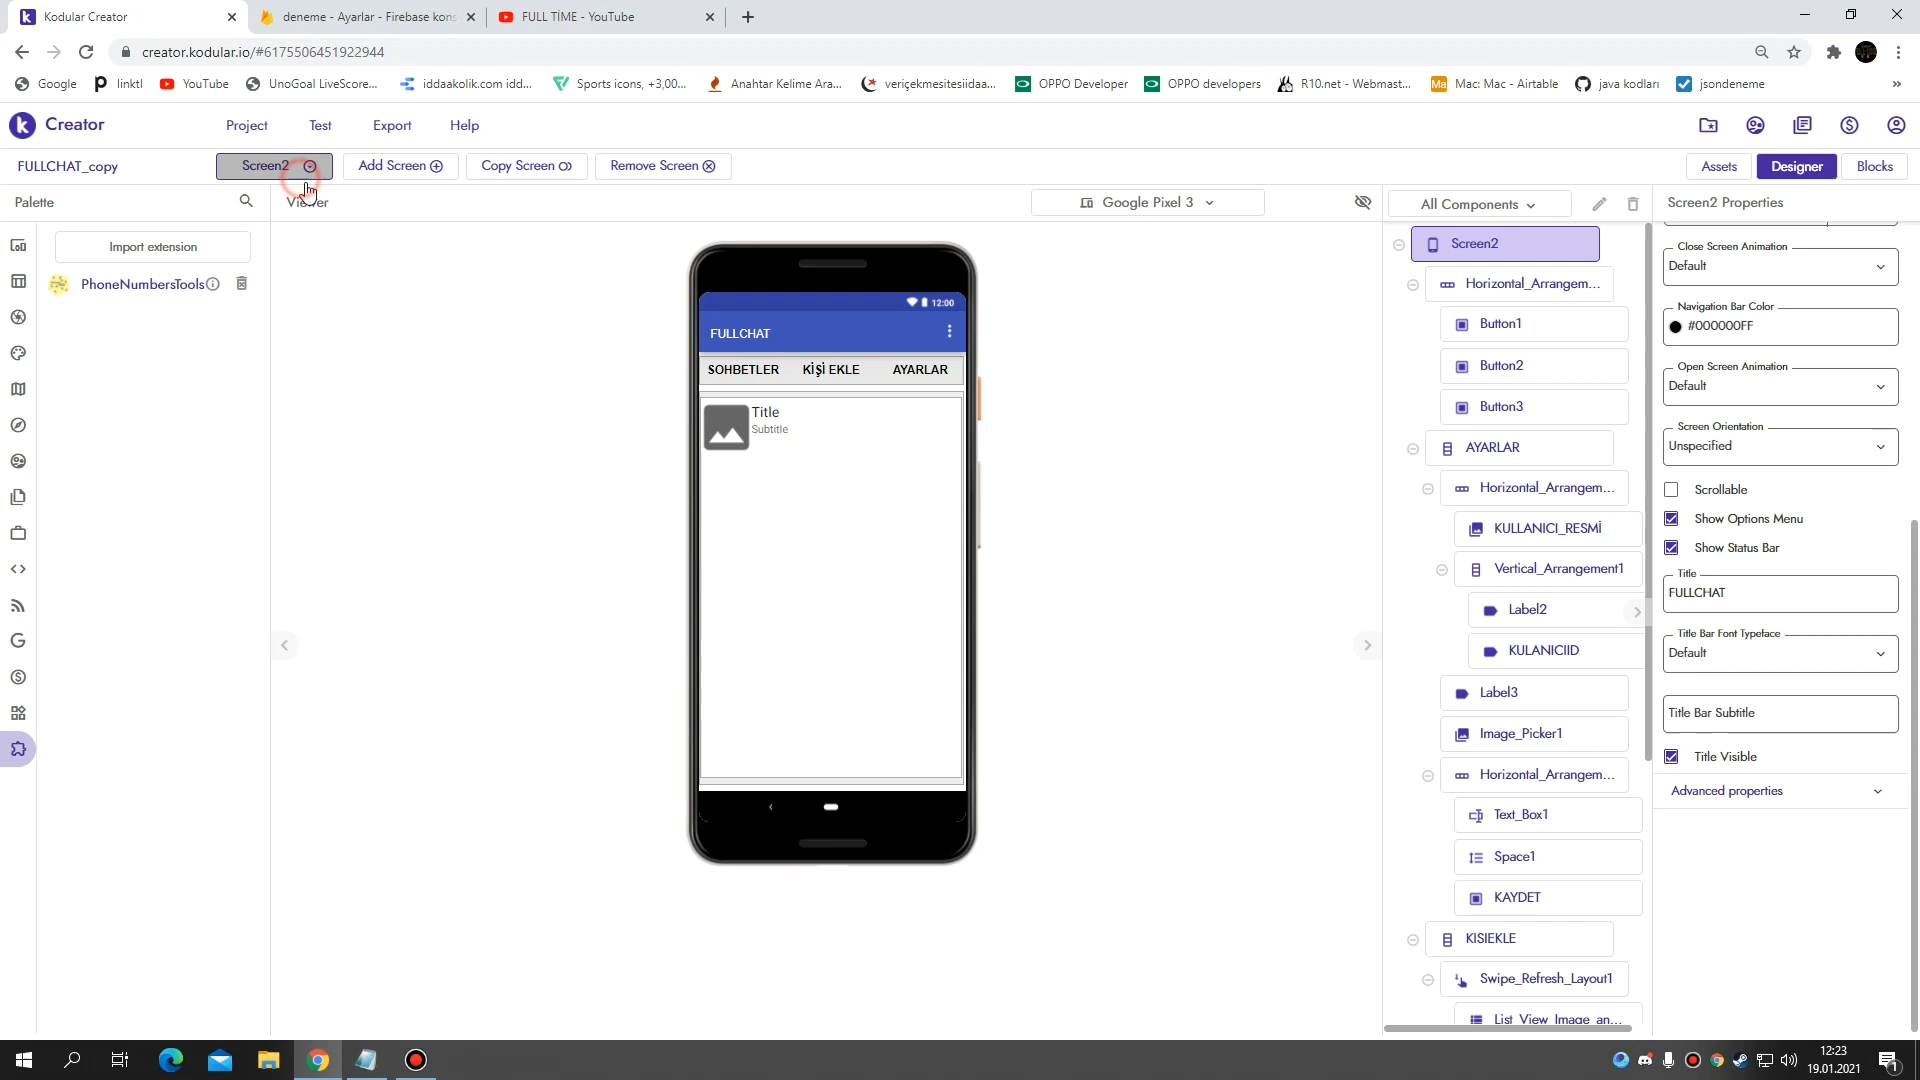 Kodular Creator
deneme - Ayarlar - Firebase kons
FULL TİME - YouTube
creator.kodular.io/#6175506451922944
Google
linktl
YouTube
UnoGoal LiveScore...
iddaakolik.com idd...
Sports icons, +3,00...
Anahtar Kelime Ara...
veriçekmesitesiidaa...
OPPO Developer
OPPO developers
R10.net - Webmast...
Mac: Mac - Airtable
java kodları
jsondeneme
»
Creator
Project
Test
Export
Help
FULLCHAT_copy
Screen2
Add Screen
Copy Screen
Remove Screen
Assets
Designer
Blocks
Palette
Viewer
Google Pixel 3
All Components
Screen2 Properties
Import extension
PhoneNumbersTools
12:00
FULLCHAT
SOHBETLER
KİŞİ EKLE
AYARLAR
Title
Subtitle
Screen2
Horizontal_Arrangem...
Button1
Button2
Button3
AYARLAR
Horizontal_Arrangem...
KULLANICI_RESMİ
Vertical_Arrangement1
Label2
KULANICIID
Label3
Image_Picker1
Horizontal_Arrangem...
Text_Box1
Space1
KAYDET
KISIEKLE
Swipe_Refresh_Layout1
List_View_Image_an...
Close Screen Animation
Default
Navigation Bar Color
#000000FF
Open Screen Animation
Default
Screen Orientation
Unspecified
Scrollable
Show Options Menu
Show Status Bar
Title
FULLCHAT
Title Bar Font Typeface
Default
Title Bar Subtitle
Title Visible
Advanced properties
12:23
19.01.2021
1